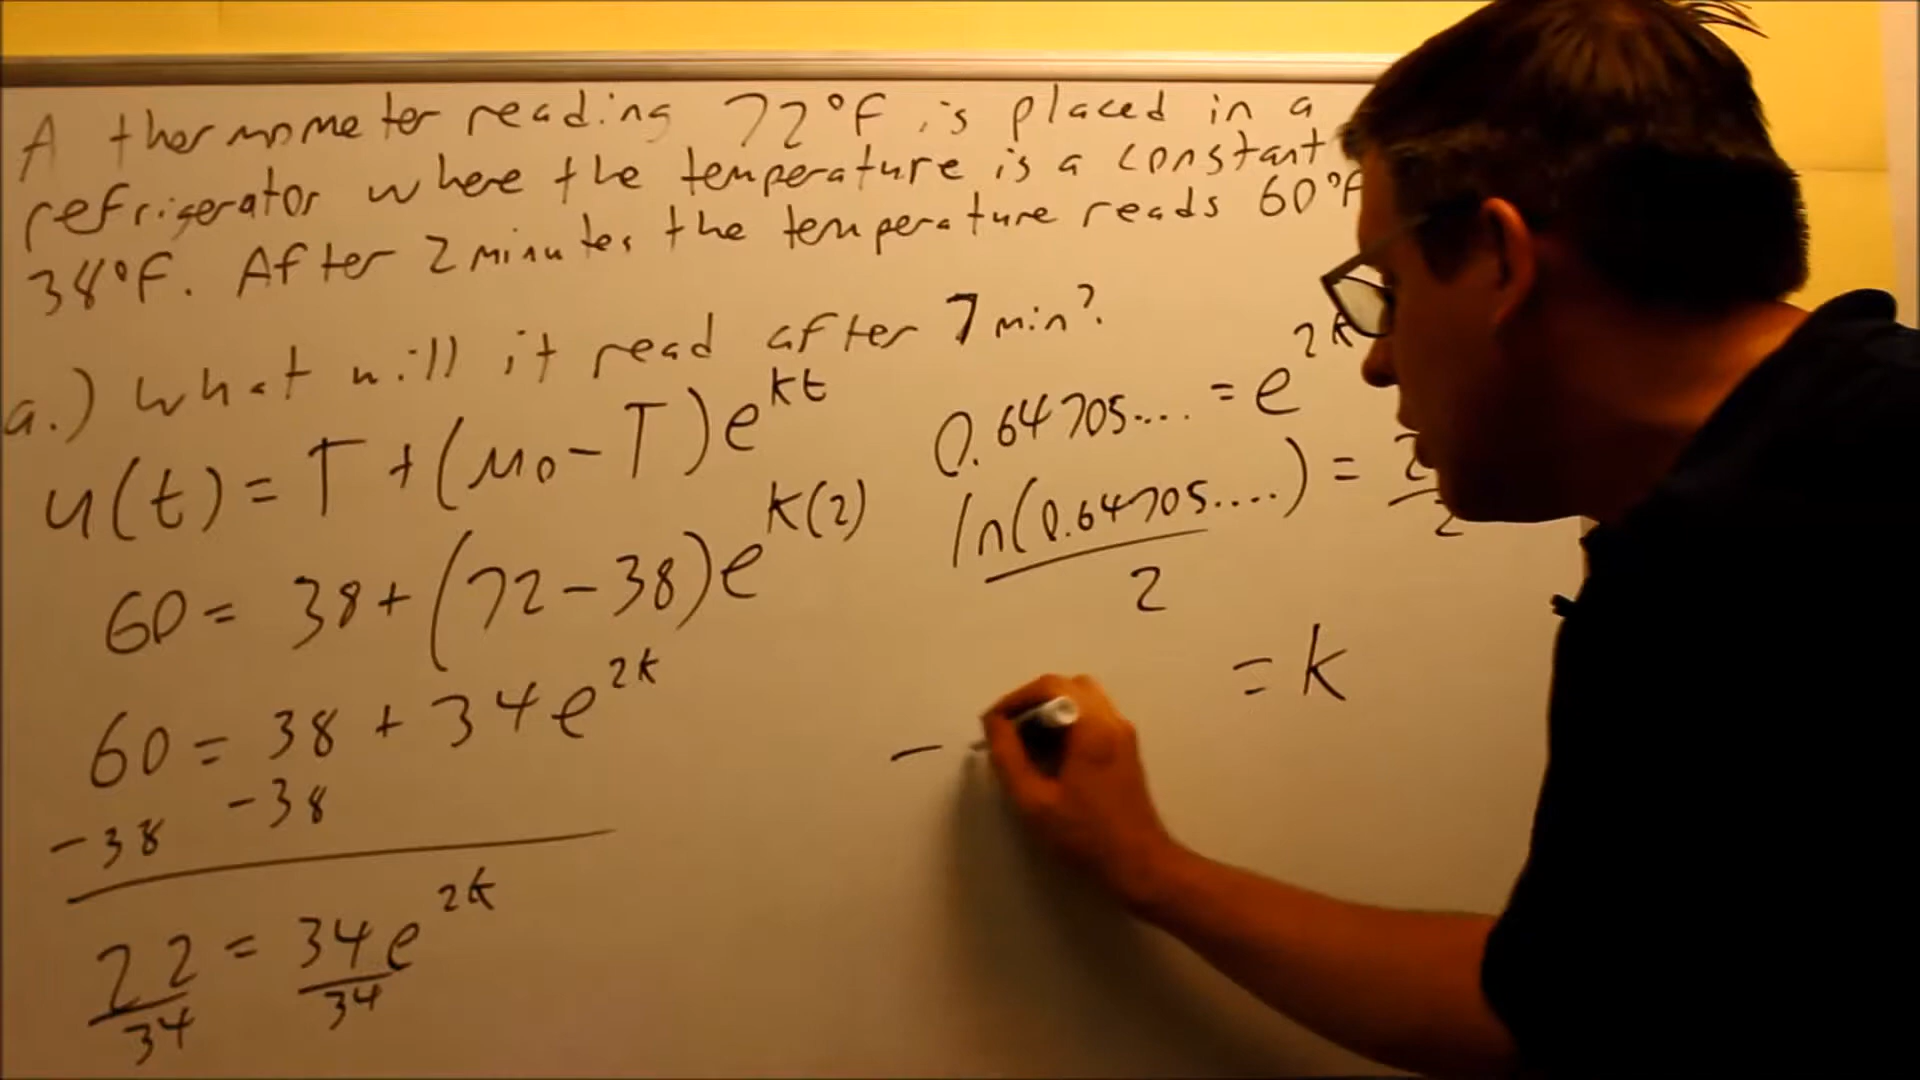 A thermometer reading 72°F is placed in a
refrigerator where the temperature is a constant
38°F. After 2 minutes the temperature reads 60°F
a.) What will it read after 7 min?
u(t) = T + (u₀ - T)e^kt
60 = 38 + (72 - 38)e^k(2)
60 = 38 + 34e^2k
-38 -38
22 = 34e^2k
34 34
0.64705... = e^2k
ln(0.64705....) = 2
2 2
= k
-